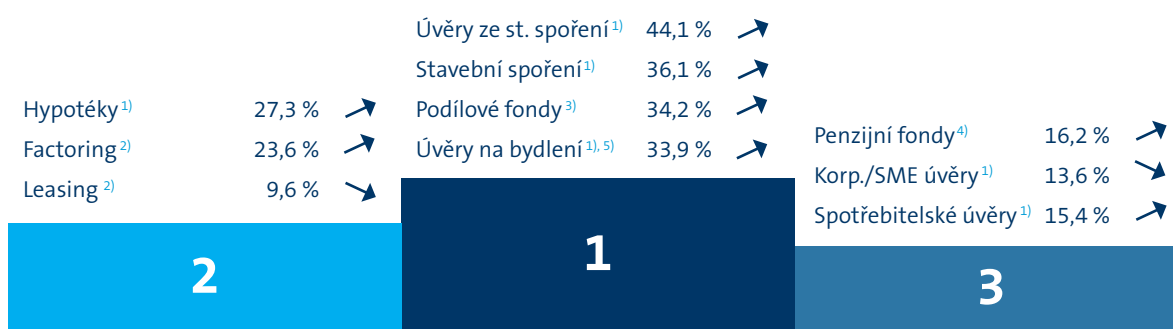 Hypotéky 1) 27,3 %
Factoring 2) 23,6 %
Leasing 2) 9,6 %
2
Úvěry ze st. spoření 1) 44,1 %
Stavební spoření 1) 36,1 %
Podílové fondy 3) 34,2 %
Úvěry na bydlení 1), 5) 33,9 %
1
Penzijní fondy 4) 16,2 %
Korp./SME úvěry 1) 13,6 %
Spotřebitelské úvěry 1) 15,4 %
3